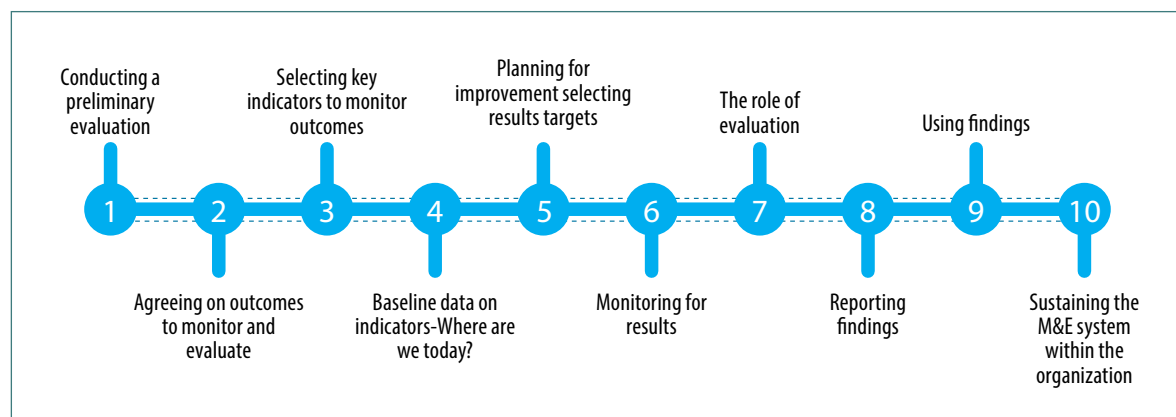 Conducting a
preliminary
evaluation
Selecting key
indicators to monitor
outcomes
Planning for
improvement selecting
results targets
The role of
evaluation
Using findings
1
2
3
4
5
6
7
8
9
10
Agreeing on outcomes
to monitor and
evaluate
Baseline data on
indicators-Where are
we today?
Monitoring for
results
Reporting
findings
Sustaining the
M&E system
within the
organization